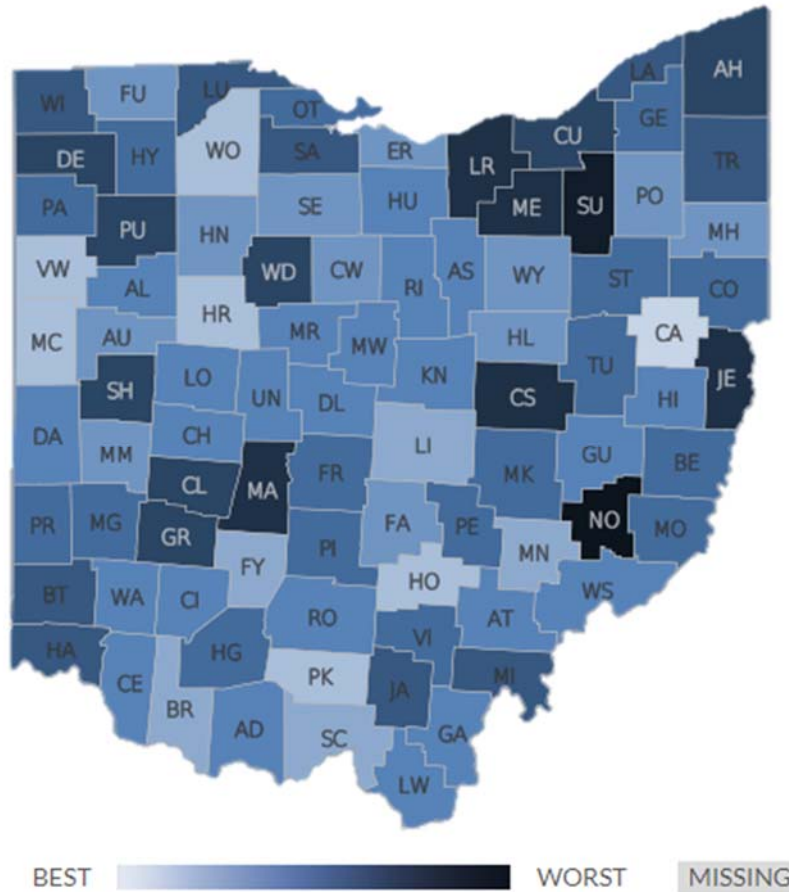 AH
LA
WI
FU
LU
OT
GE
CU
DE
HY
WO
SA
ER
LR
TR
PA
SE
HU
ME
SU
PO
PU
HN
MH
VW
AL
WD
CW
RI
AS
WY
ST
CO
MC
AU
HR
MR
MW
HL
CA
SH
LO
UN
DL
KN
CS
TU
HI
JE
DA
MM
CH
LI
GU
BE
CL
MA
FR
MK
PR
MG
GR
FA
PE
NO
MO
PI
MN
FY
HO
BT
WA
CI
RO
AT
WS
VI
HA
HG
CE
PK
JA
MI
BR
AD
SC
GA
LW
BEST WORST MISSING